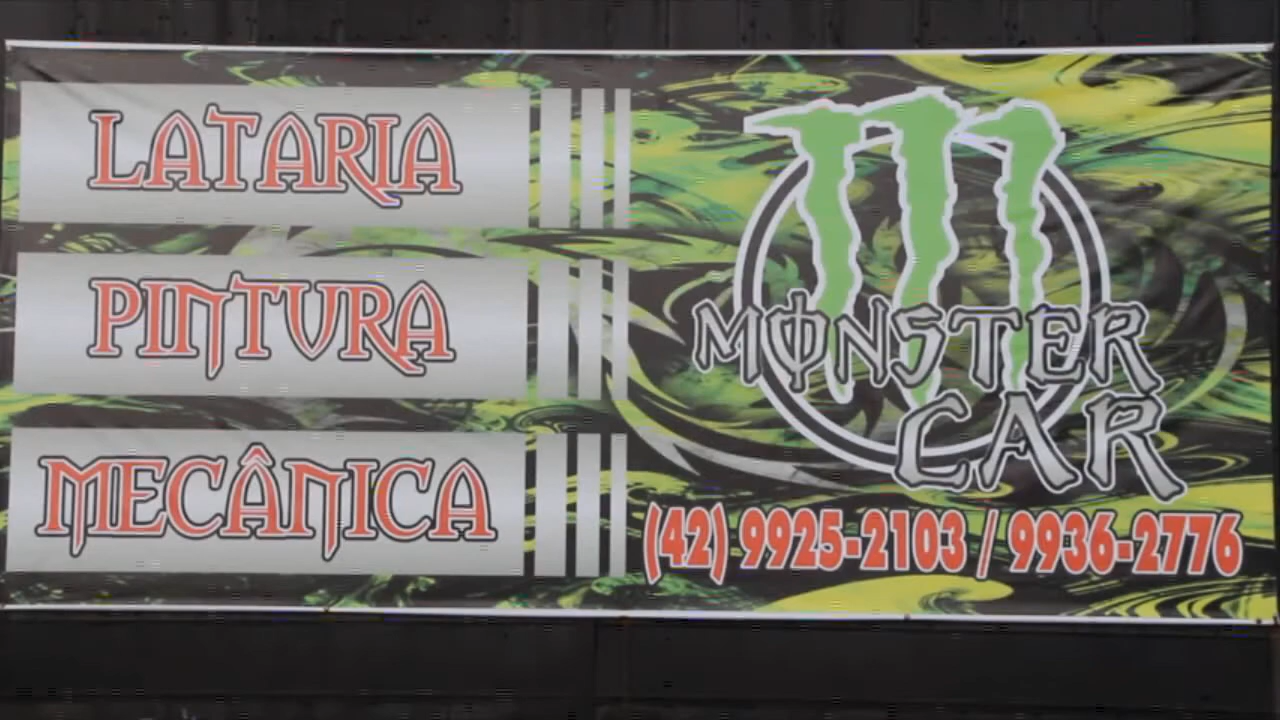 LATARIA
PINTURA
MECÂNICA
MONSTER
CAR
(42) 9925-2103 / 9936-2776